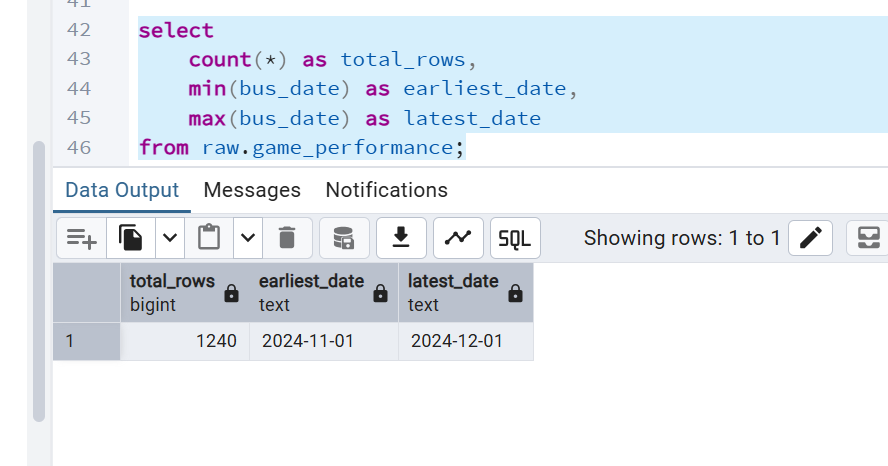 41
42 select
43 count(*) as total_rows,
44 min(bus_date) as earliest_date,
45 max(bus_date) as latest_date
46 from raw.game_performance;
Data Output Messages Notifications
SQL Showing rows: 1 to 1
total_rows earliest_date latest_date
bigint text text
1 1240 2024-11-01 2024-12-01